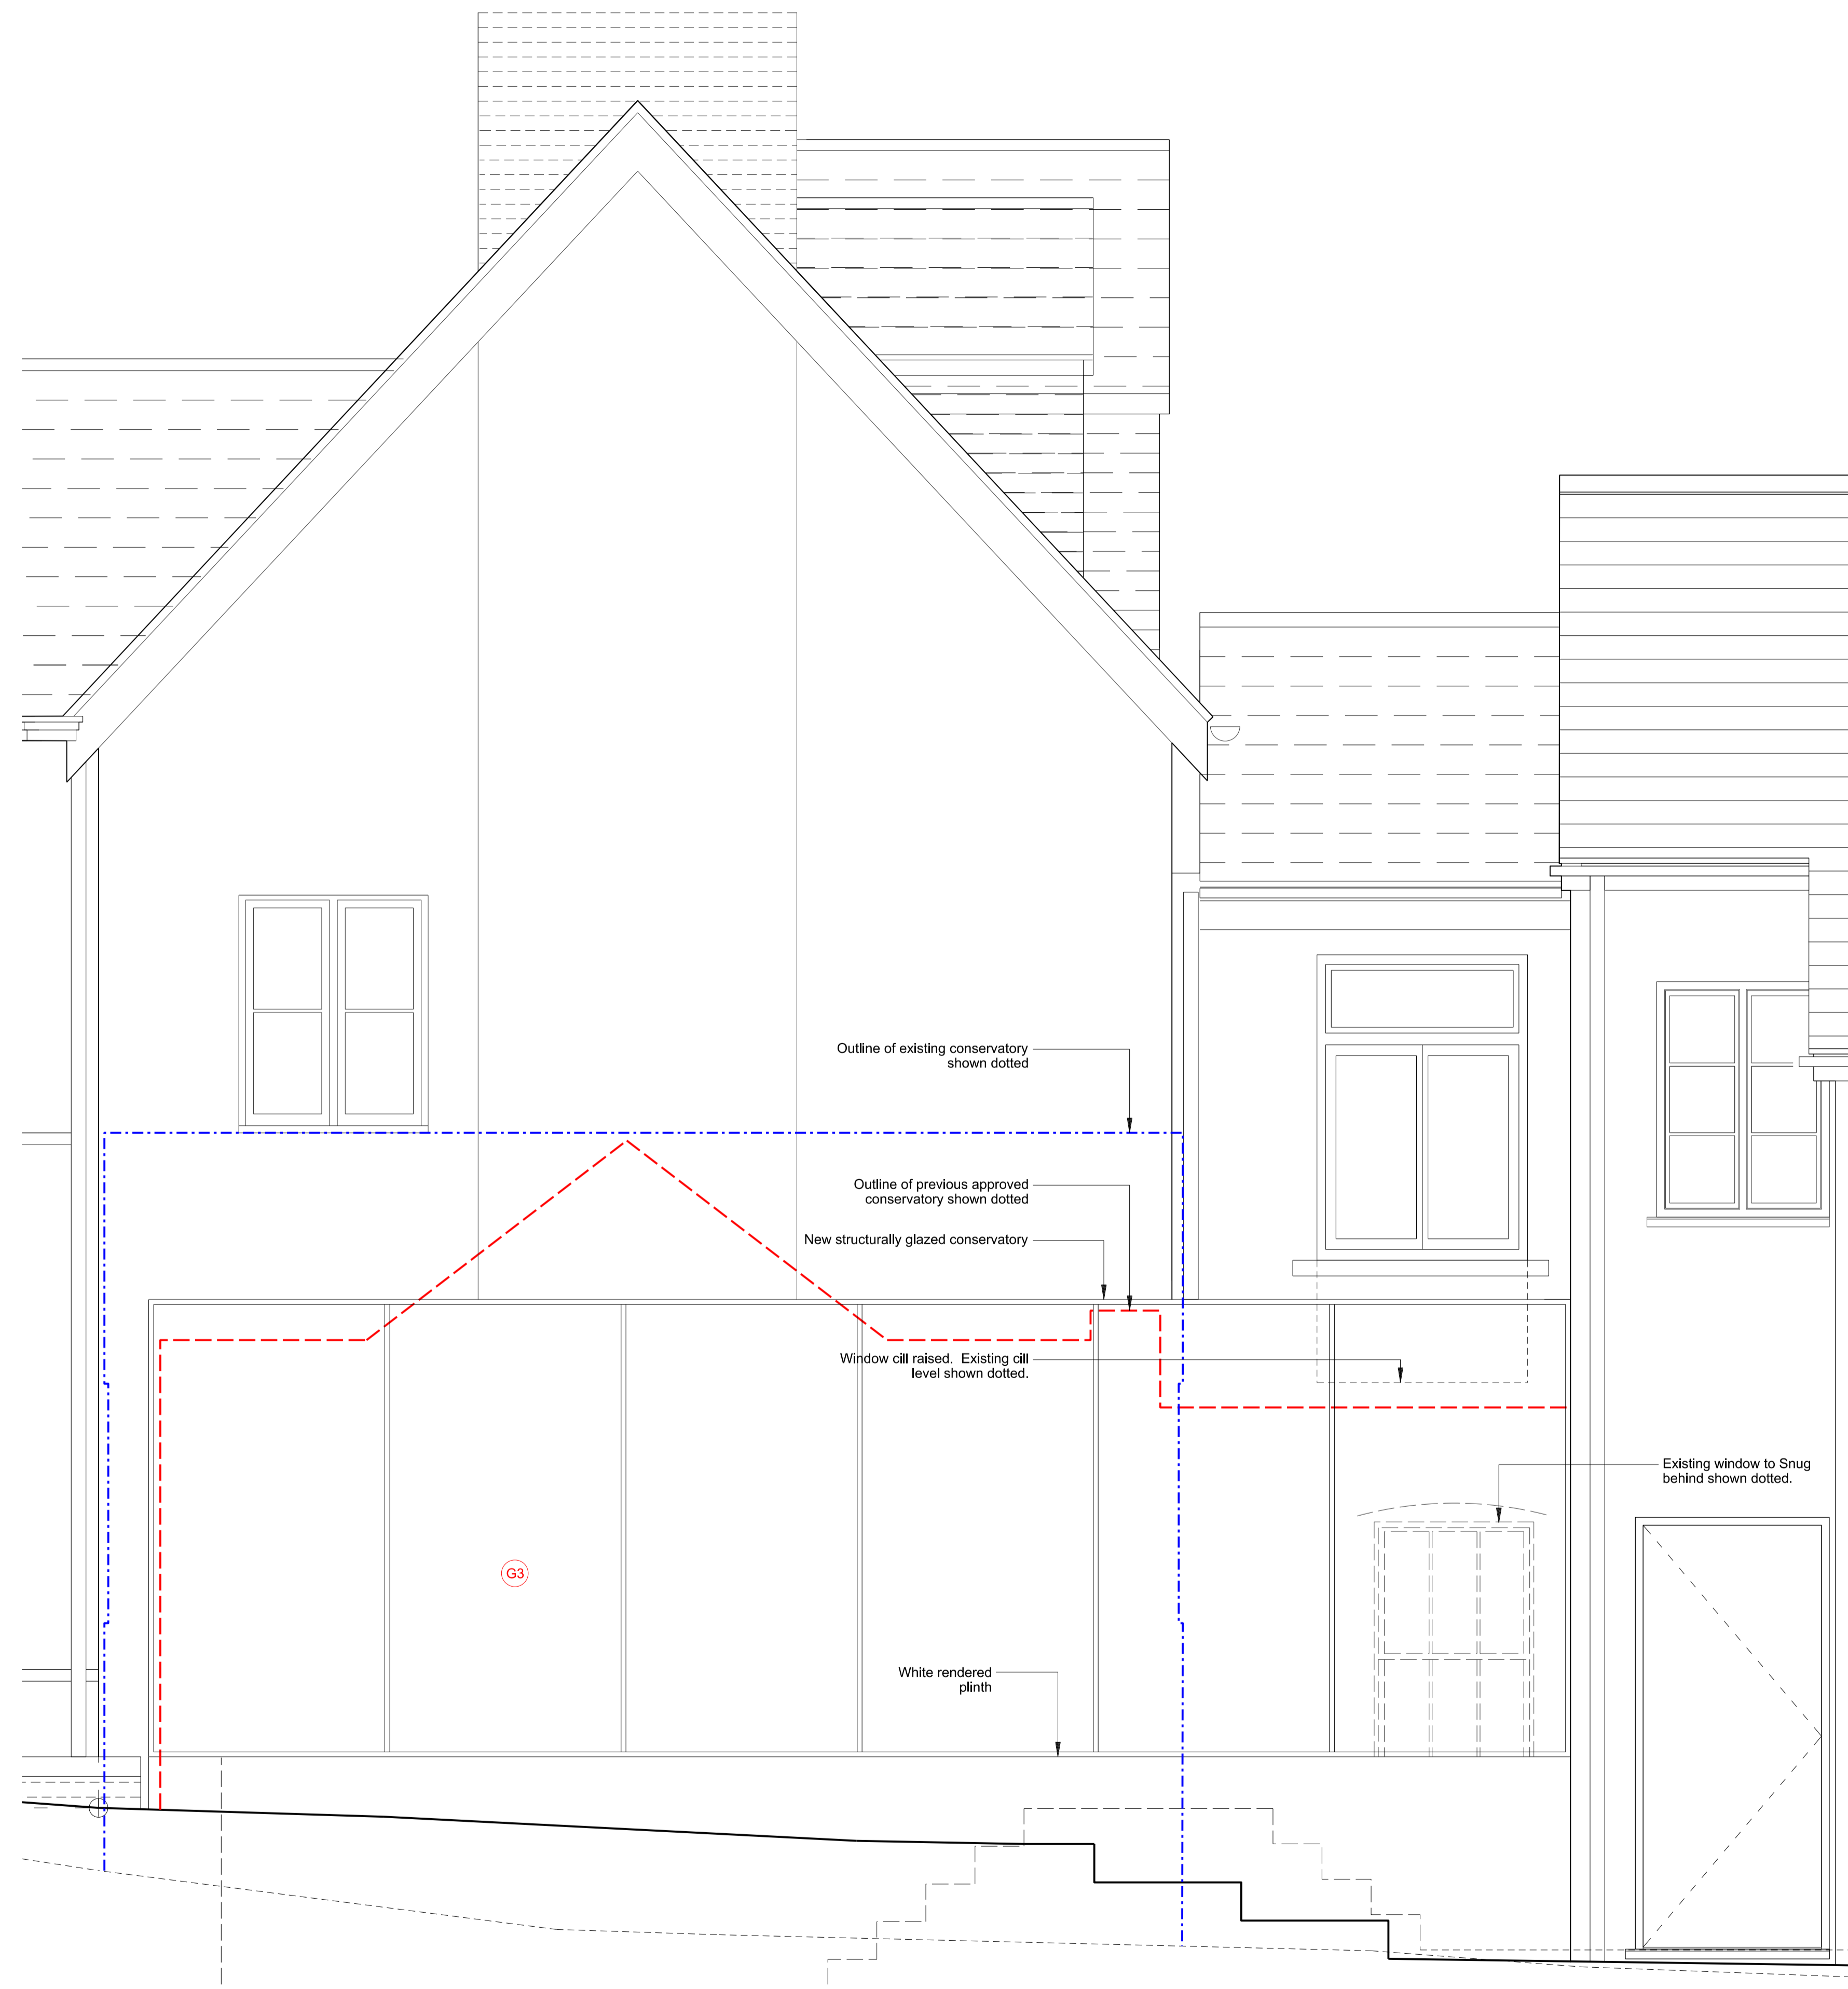 Outline of existing conservatory
shown dotted
Outline of previous approved
conservatory shown dotted
New structurally glazed conservatory
Window cill raised.  Existing cill
level shown dotted.
Existing window to Snug
behind shown dotted.
G3
White rendered
plinth